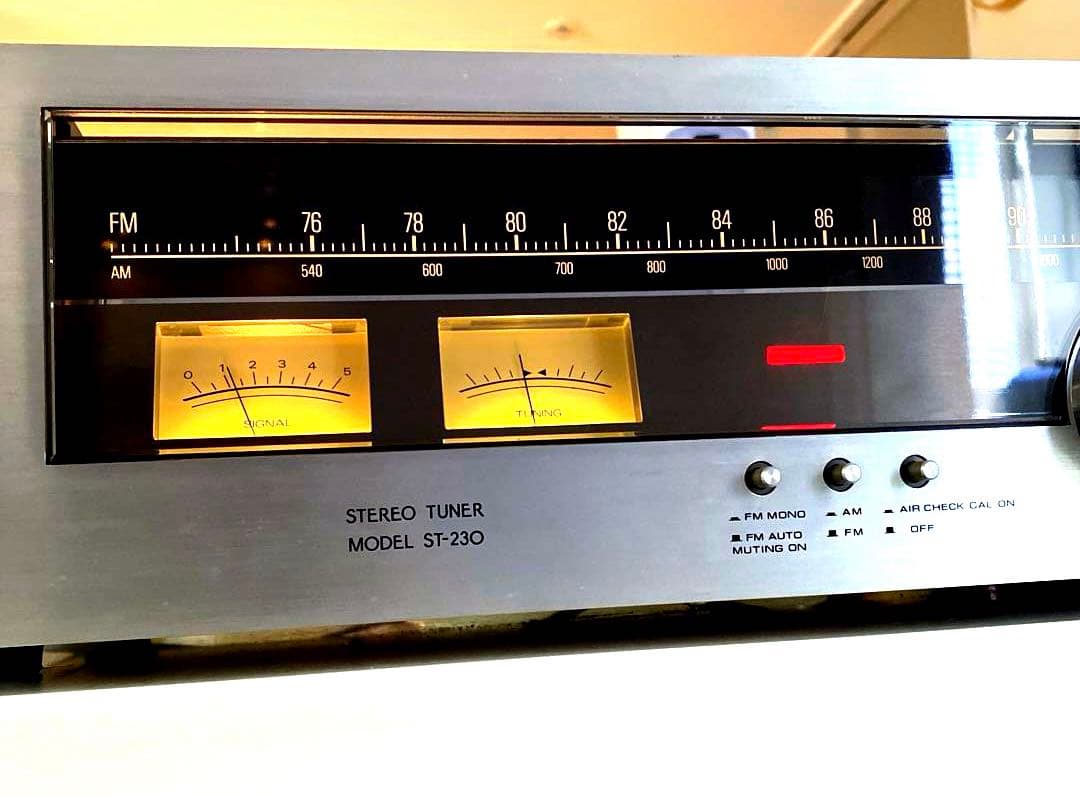 FM 76 78 80 82 84 86 88 90
AM 540 600 700 800 1000 1200
0 1 2 3 4 5
SIGNAL
TUNING
STEREO TUNER
MODEL ST-230
FM MONO
FM AUTO
MUTING ON
AM
FM
AIR CHECK CAL ON
OFF